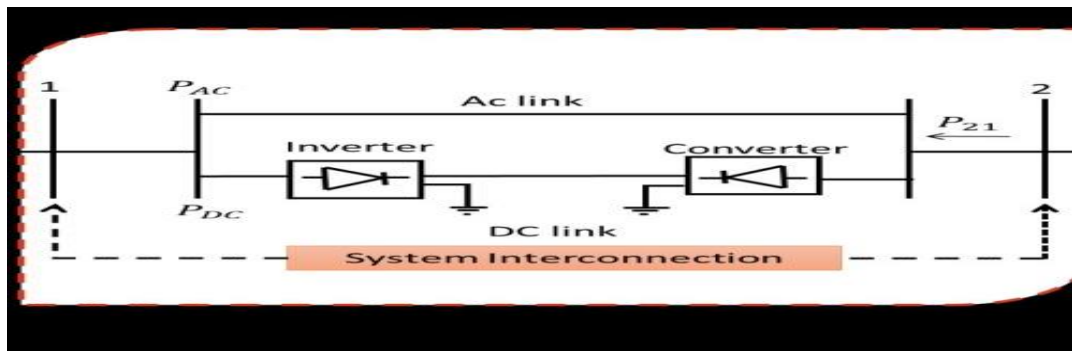 1
P_AC
Ac link
2
P_21
Inverter
Converter
P_DC
DC link
System Interconnection